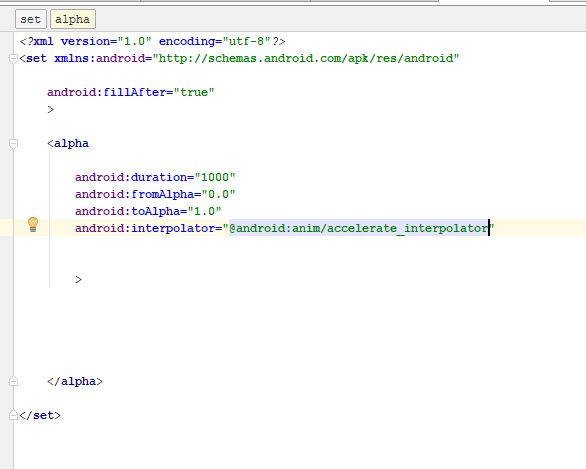 set alpha
<?xml version="1.0" encoding="utf-8"?>
<set xmlns:android="http://schemas.android.com/apk/res/android"
android:fillAfter="true"
>
<alpha
android:duration="1000"
android:fromAlpha="0.0"
android:toAlpha="1.0"
android:interpolator="@android:anim/accelerate_interpolator"
>
</alpha>
</set>